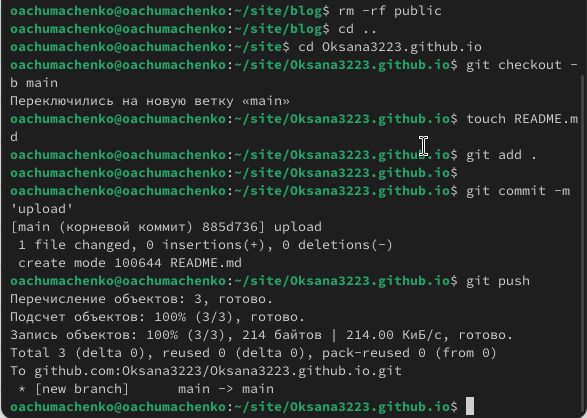 oachumachenko@oachumachenko:~/site/blog$ rm -rf public
oachumachenko@oachumachenko:~/site/blog$ cd ..
oachumachenko@oachumachenko:~/site$ cd Oksana3223.github.io
oachumachenko@oachumachenko:~/site/Oksana3223.github.io$ git checkout -
b main
Переключились на новую ветку «main»
oachumachenko@oachumachenko:~/site/Oksana3223.github.io$ touch README.m
d
oachumachenko@oachumachenko:~/site/Oksana3223.github.io$ git add .
oachumachenko@oachumachenko:~/site/Oksana3223.github.io$
oachumachenko@oachumachenko:~/site/Oksana3223.github.io$ git commit -m
'upload'
[main (корневой коммит) 885d736] upload
 1 file changed, 0 insertions(+), 0 deletions(-)
 create mode 100644 README.md
oachumachenko@oachumachenko:~/site/Oksana3223.github.io$ git push
Перечисление объектов: 3, готово.
Подсчет объектов: 100% (3/3), готово.
Запись объектов: 100% (3/3), 214 байтов | 214.00 КиБ/с, готово.
Total 3 (delta 0), reused 0 (delta 0), pack-reused 0 (from 0)
To github.com:Oksana3223/Oksana3223.github.io.git
 * [new branch]      main -> main
oachumachenko@oachumachenko:~/site/Oksana3223.github.io$